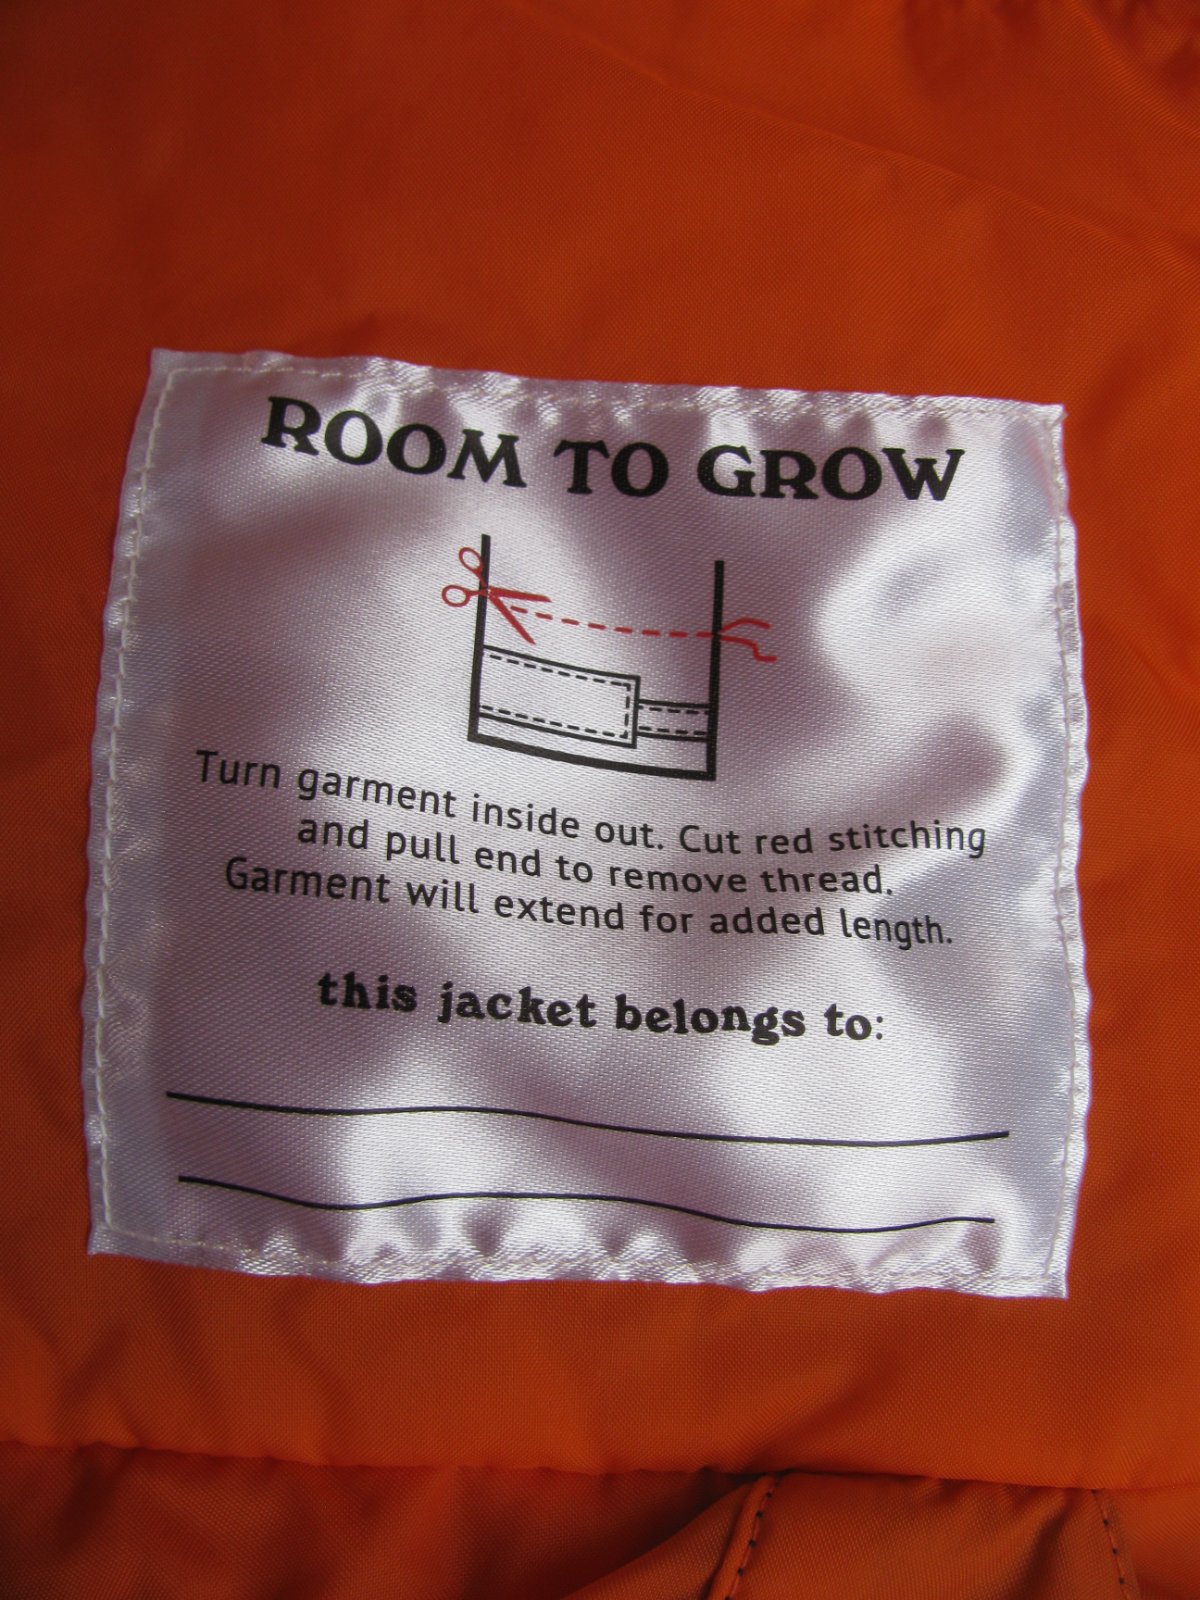 ROOM TO GROW
Turn garment inside out. Cut red stitching
and pull end to remove thread.
Garment will extend for added length.
this jacket belongs to: